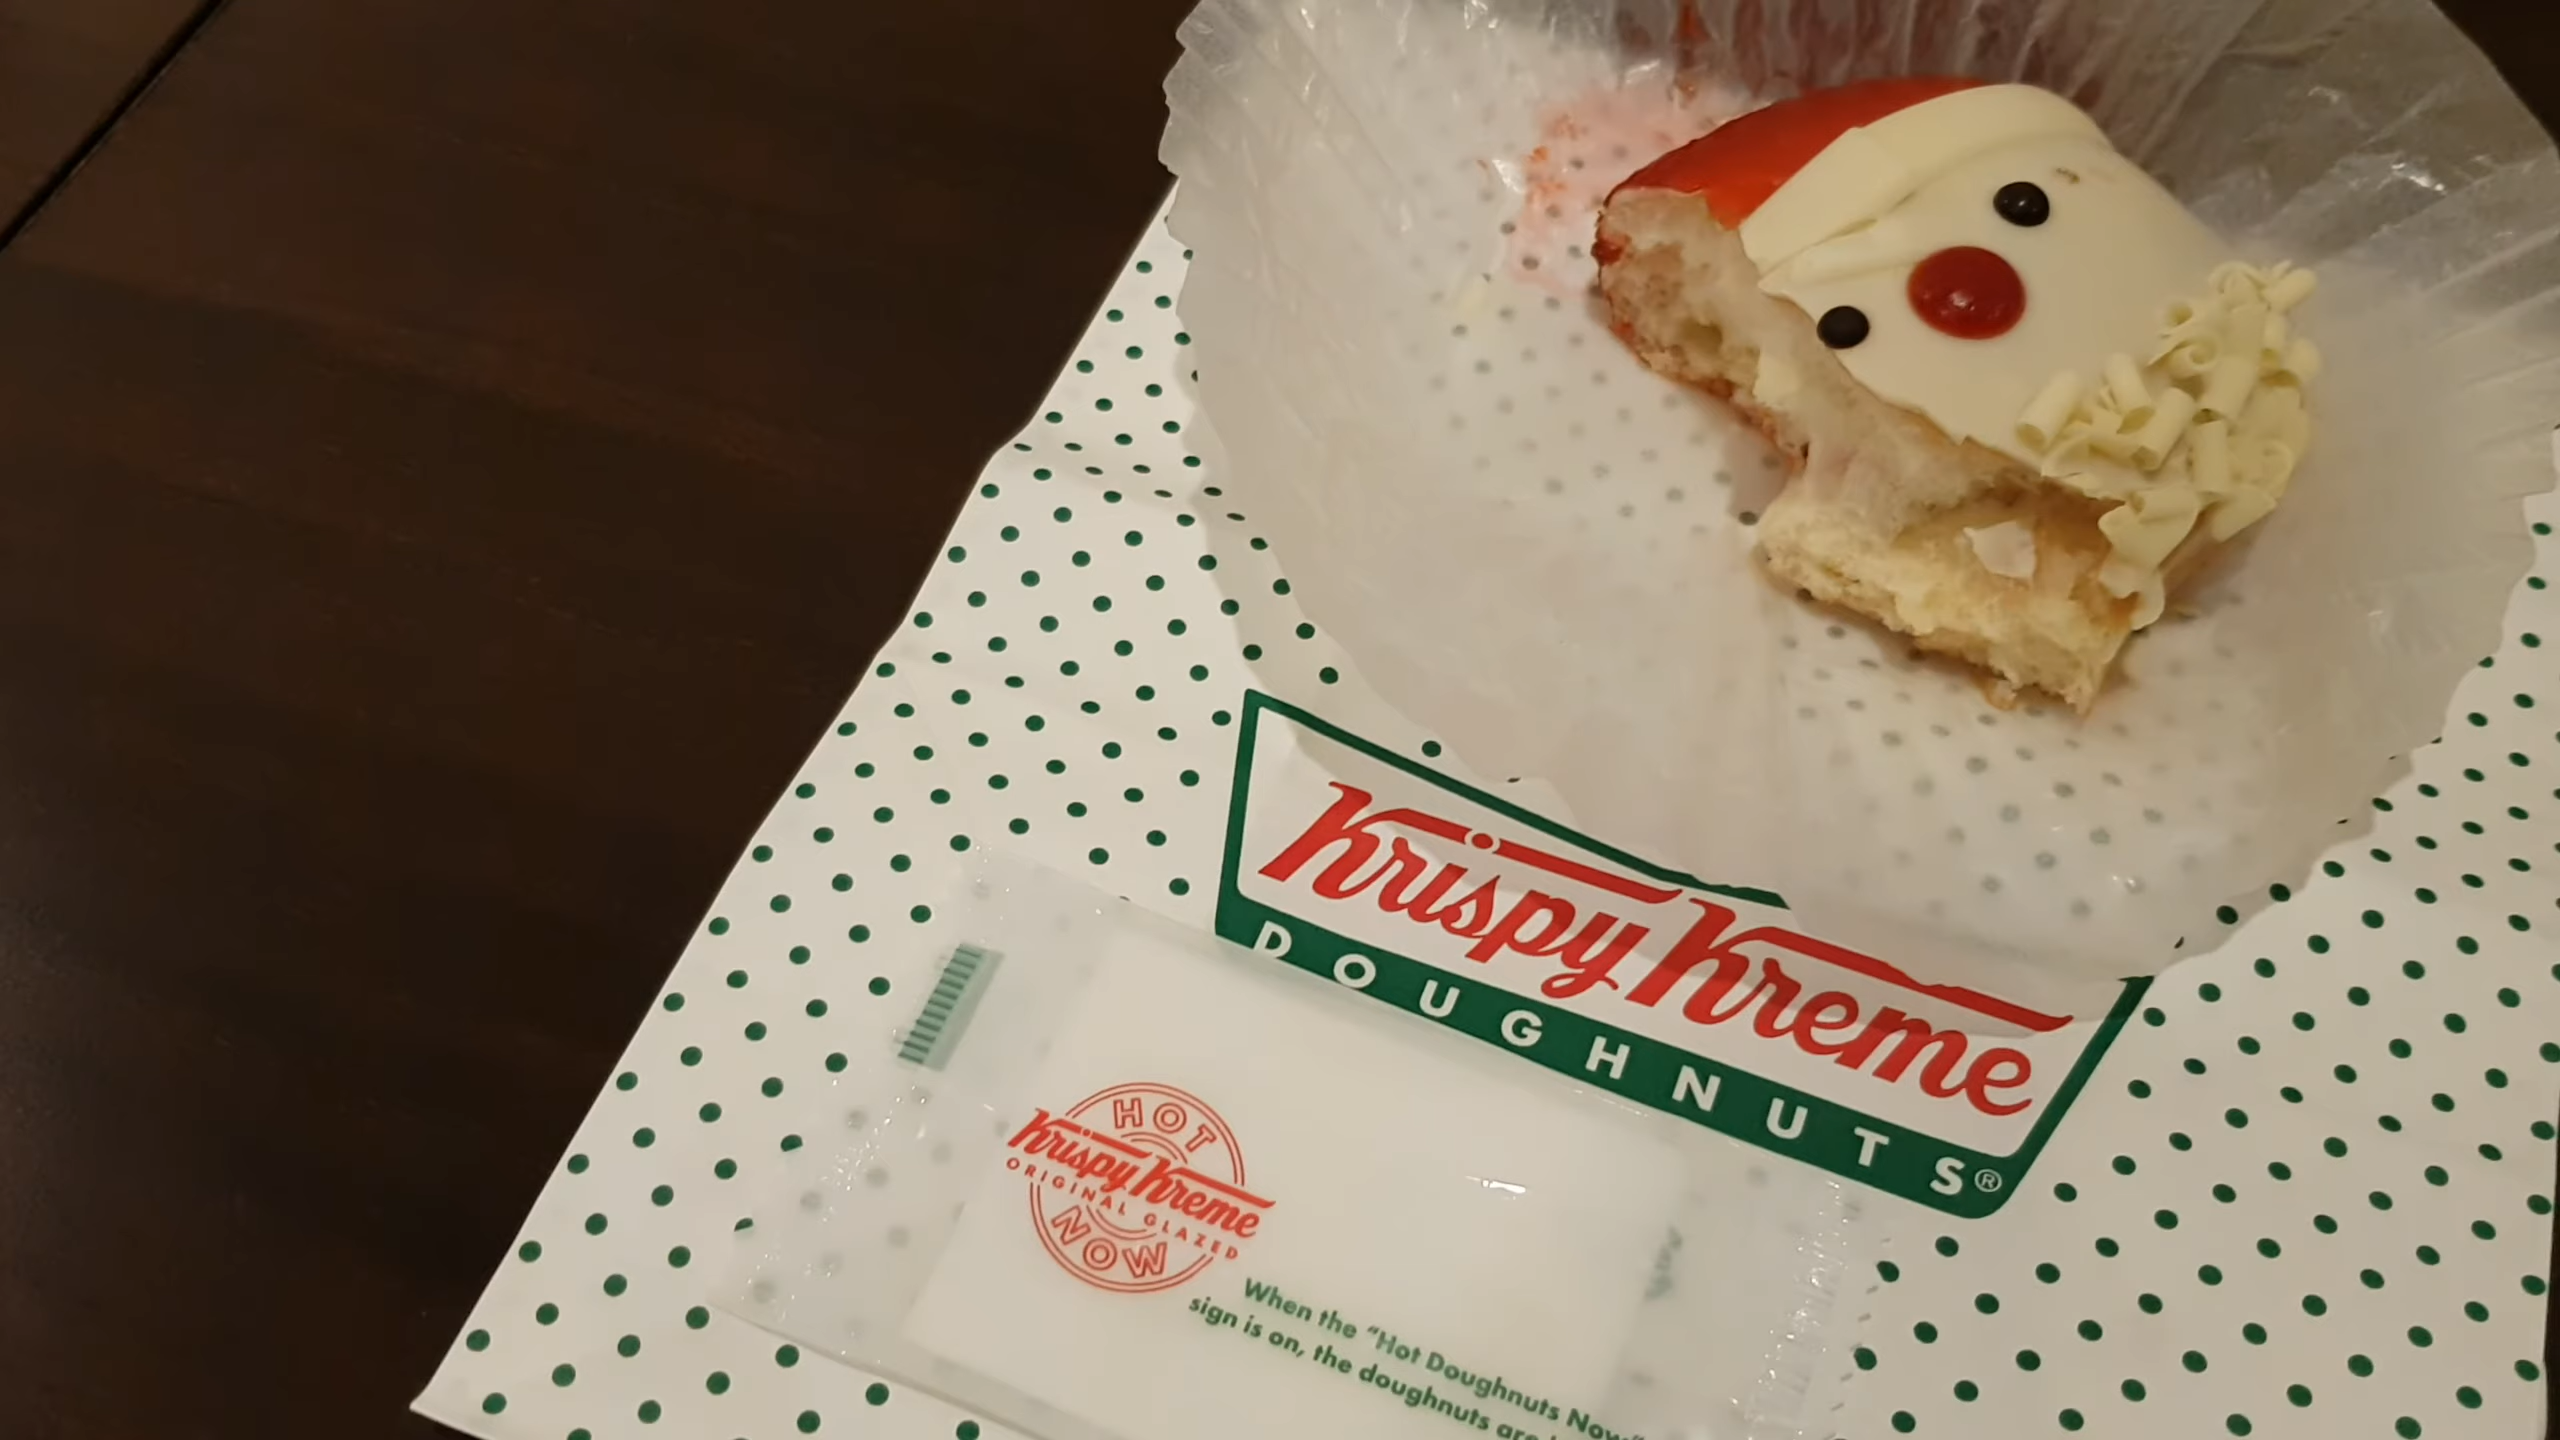 Krispy Kreme
DOUGHNUTS®
HOT
Krispy Kreme
ORIGINAL GLAZED
NOW
When the "Hot Doughnuts Now"
sign is on, the doughnuts are